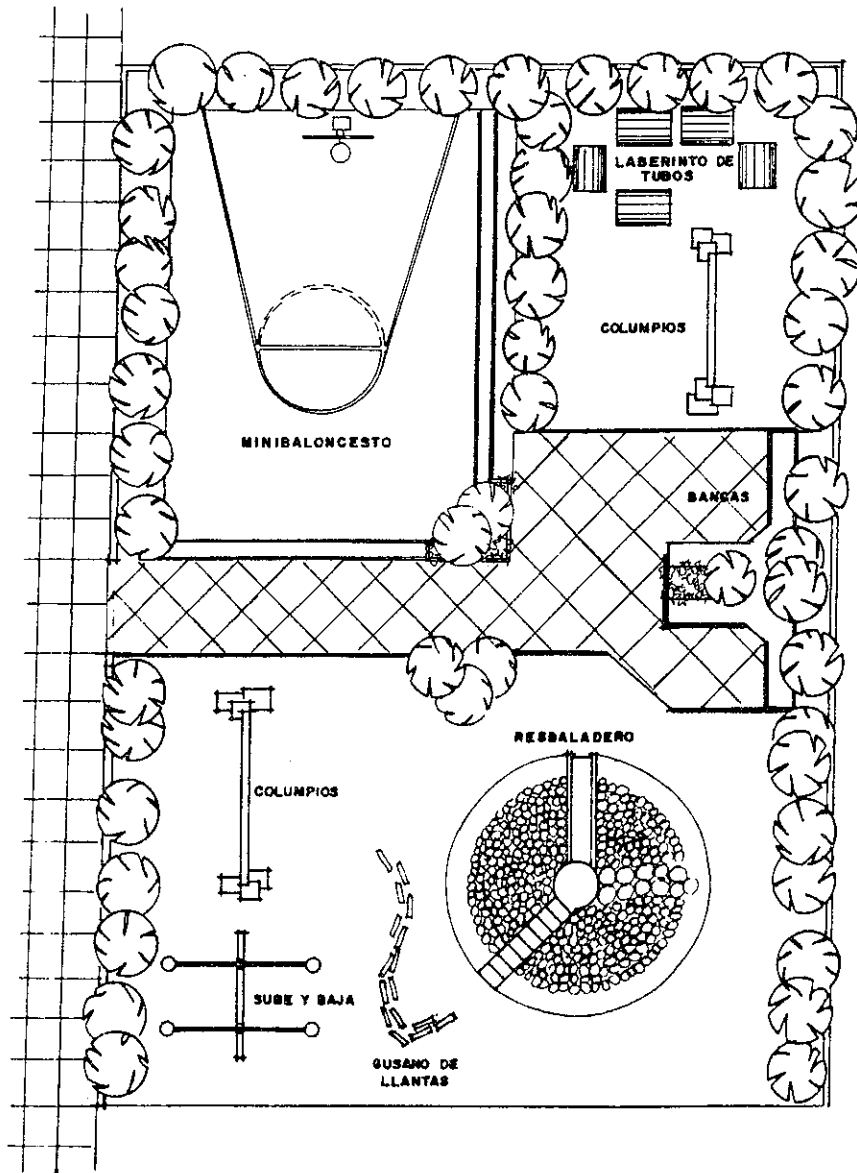 LABERINTO DE
TUBOS
COLUMPIOS
MINIBALONCESTO
BANCAS
RESBALADERO
COLUMPIOS
SUBE Y BAJA
GUSANO DE
LLANTAS